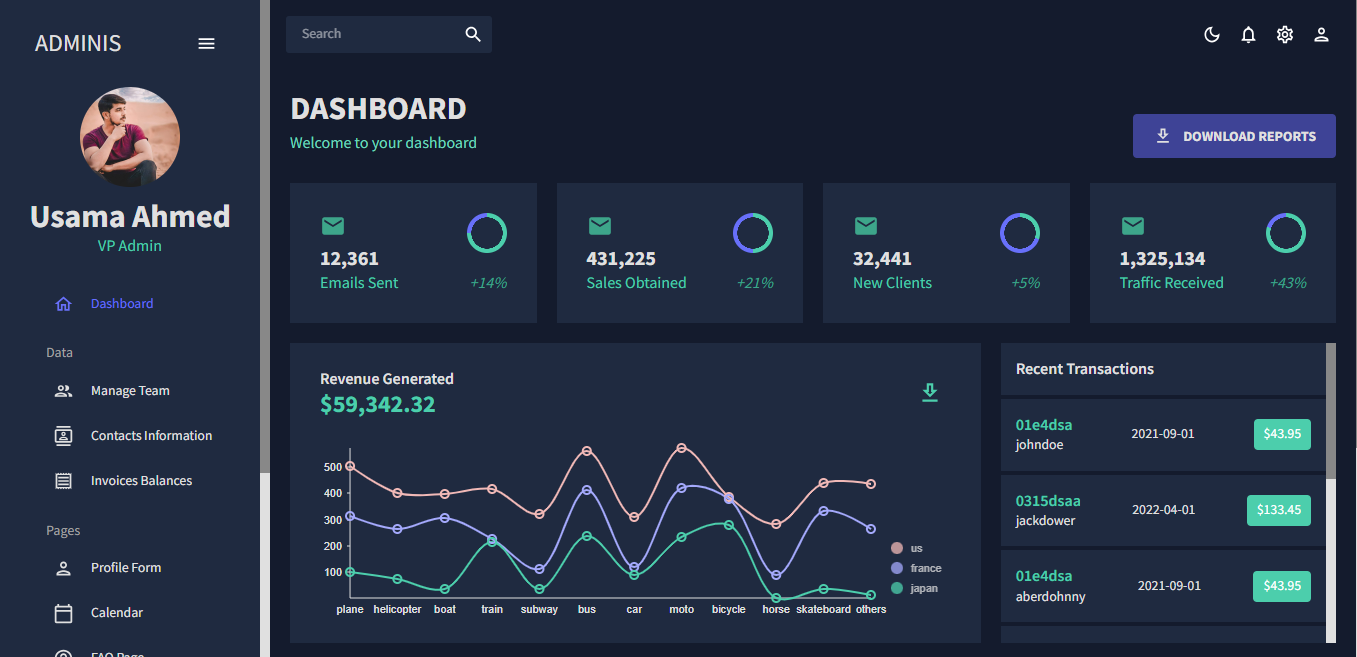 ADMINIS
Usama Ahmed
VP Admin
Dashboard
Data
Manage Team
Contacts Information
Invoices Balances
Pages
Profile Form
Calendar
FAQ Page
Search
DASHBOARD
Welcome to your dashboard
DOWNLOAD REPORTS
12,361
Emails Sent +14%
431,225
Sales Obtained +21%
32,441
New Clients +5%
1,325,134
Traffic Received +43%
Revenue Generated
$59,342.32
500
400
300
200
100
plane helicopter boat train subway bus car moto bicycle horse skateboard others
us
france
japan
Recent Transactions
01e4dsa
johndoe
2021-09-01
$43.95
0315dsaa
jackdower
2022-04-01
$133.45
01e4dsa
aberdohnny
2021-09-01
$43.95